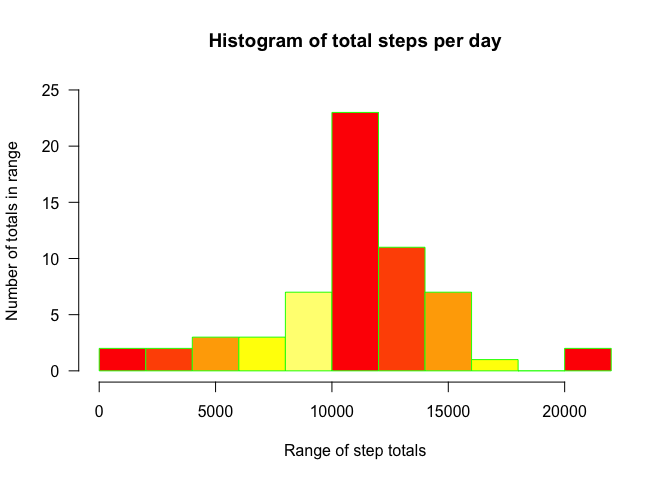 Histogram of total steps per day
Number of totals in range
25
20
15
10
5
0
0 5000 10000 15000 20000
Range of step totals